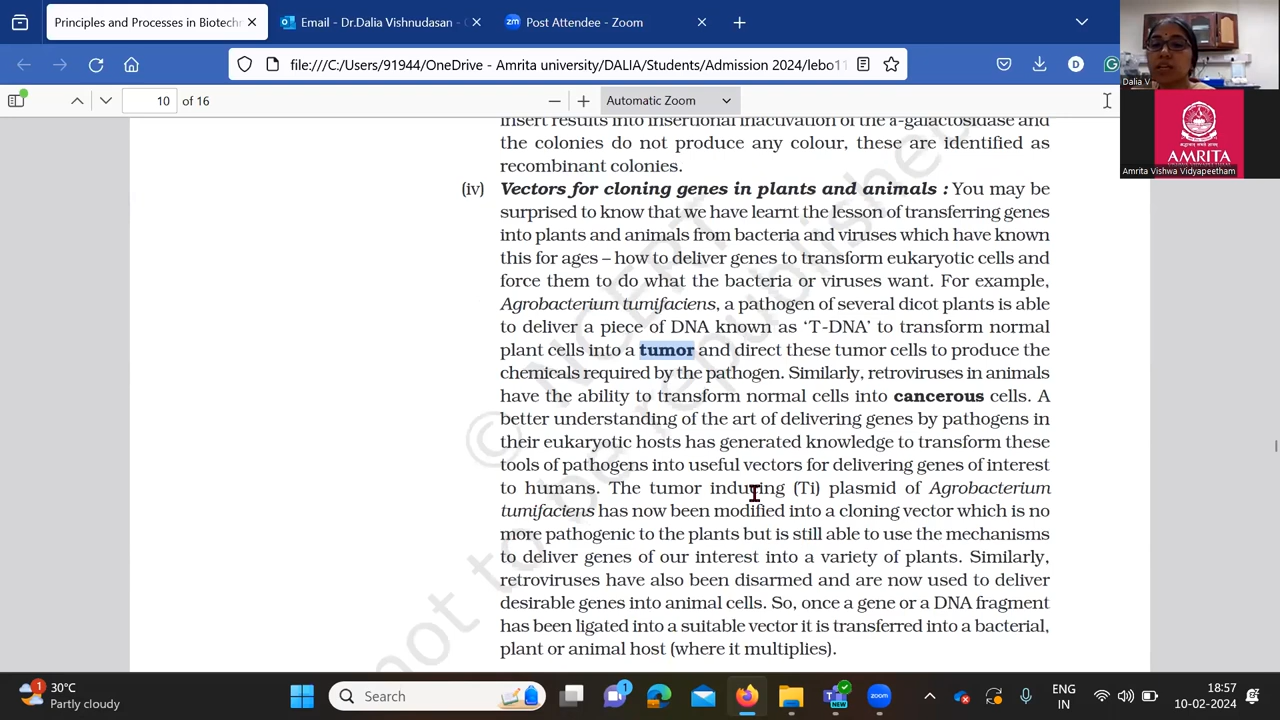 Principles and Processes in Biotechn
Email - Dr.Dalia Vishnudasan -
Post Attendee - Zoom
file:///C:/Users/91944/OneDrive - Amrita university/DALIA/Students/Admission 2024/lebo11
Dalia V
10 of 16
Automatic Zoom
AMRITA
Amrita Vishwa Vidyapeetham
insert results into insertional inactivation of the a-galactosidase and
the colonies do not produce any colour, these are identified as
recombinant colonies.
(iv) Vectors for cloning genes in plants and animals : You may be
surprised to know that we have learnt the lesson of transferring genes
into plants and animals from bacteria and viruses which have known
this for ages – how to deliver genes to transform eukaryotic cells and
force them to do what the bacteria or viruses want. For example,
Agrobacterium tumifaciens, a pathogen of several dicot plants is able
to deliver a piece of DNA known as ‘T-DNA’ to transform normal
plant cells into a tumor and direct these tumor cells to produce the
chemicals required by the pathogen. Similarly, retroviruses in animals
have the ability to transform normal cells into cancerous cells. A
better understanding of the art of delivering genes by pathogens in
their eukaryotic hosts has generated knowledge to transform these
tools of pathogens into useful vectors for delivering genes of interest
to humans. The tumor inducing (Ti) plasmid of Agrobacterium
tumifaciens has now been modified into a cloning vector which is no
more pathogenic to the plants but is still able to use the mechanisms
to deliver genes of our interest into a variety of plants. Similarly,
retroviruses have also been disarmed and are now used to deliver
desirable genes into animal cells. So, once a gene or a DNA fragment
has been ligated into a suitable vector it is transferred into a bacterial,
plant or animal host (where it multiplies).
© NCERT
not to be republishe
1
30°C
Partly cloudy
Search
1
NEW
zoom
ENG
IN
18:57
10-02-2024